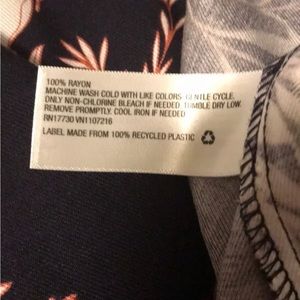 100% RAYON
MACHINE WASH COLD WITH LIKE COLORS. GENTLE CYCLE.
ONLY NON-CHLORINE BLEACH IF NEEDED. TUMBLE DRY LOW.
REMOVE PROMPTLY. COOL IRON IF NEEDED.
RN17730 VN1107216
LABEL MADE FROM 100% RECYCLED PLASTIC